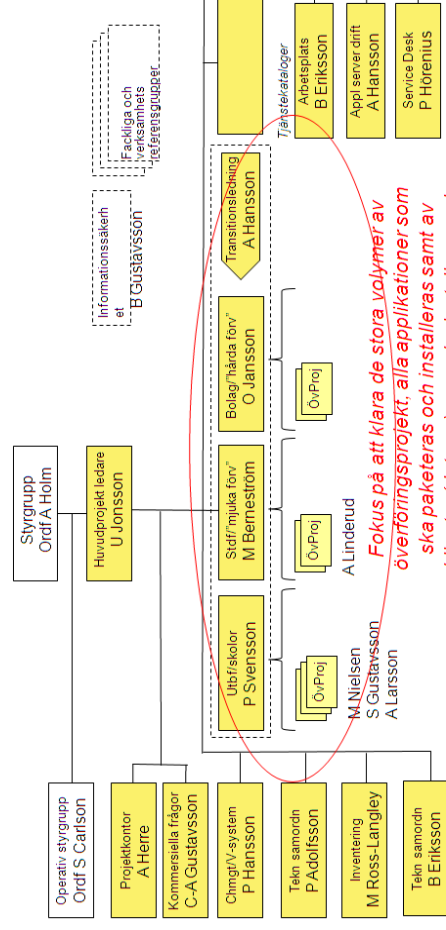 Styrgrupp
Ordf A Holm
Operativ styrgrupp
Ordf S Carlson
Huvudprojekt ledare
U Jonsson
Informationssäkerh
et
B Gustavsson
Fackliga och
verksamhets
referensgrupper
Projektkontor
A Herre
Kommersiella frågor
C-A Gustavsson
Chmgt/V-system
P Hansson
Tekn samordn
P Adolfsson
Inventering
M Ross-Langley
Tekn samordn
B Eriksson
Utbf/skolor
P Svensson
Stdf/"mjuka förv"
M Berneström
Bolag/"hårda förv"
O Jansson
Transitionsledning
A Hansson
ÖvProj
M Nielsen
S Gustavsson
A Larsson
ÖvProj
A Linderud
ÖvProj
Tjänstekataloger
Arbetsplats
B Eriksson
Appl server drift
A Hansson
Service Desk
P Hörenius
Fokus på att klara de stora volymer av
överföringsprojekt, alla applikationer som
ska paketeras och installeras samt av